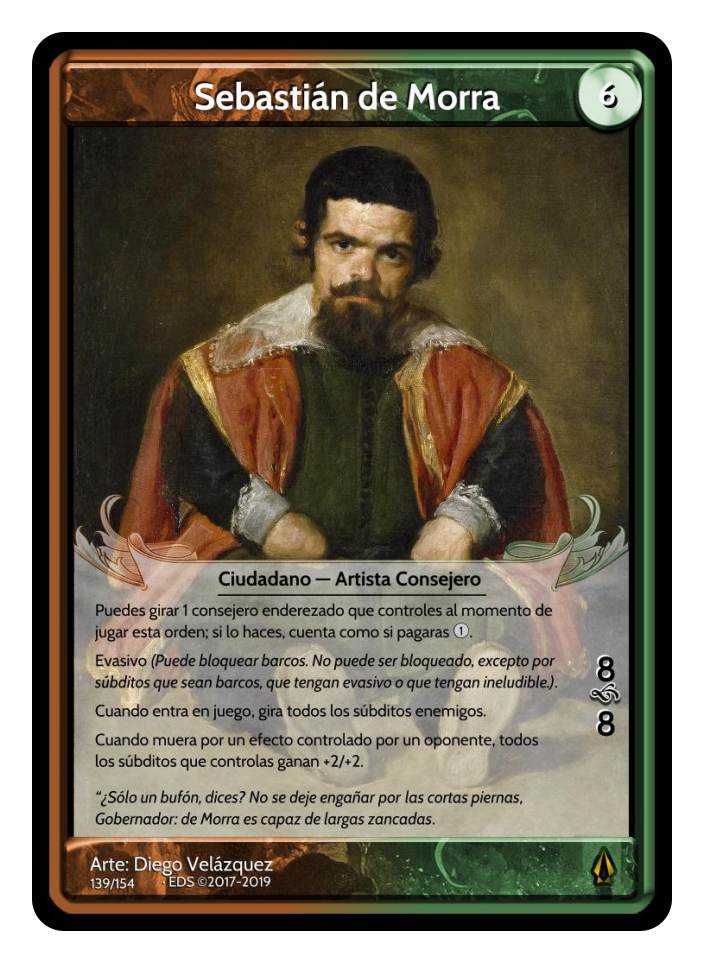 Sebastián de Morra
6
Ciudadano — Artista Consejero
Puedes girar 1 consejero enderezado que controles al momento de
jugar esta orden; si lo haces, cuenta como si pagaras 1.
Evasivo (Puede bloquear barcos. No puede ser bloqueado, excepto por
súbditos que sean barcos, que tengan evasivo o que tengan ineludible.).
Cuando entra en juego, gira todos los súbditos enemigos.
Cuando muera por un efecto controlado por un oponente, todos
los súbditos que controlas ganan +2/+2.
8
8
“¿Sólo un bufón, dices? No se deje engañar por las cortas piernas,
Gobernador: de Morra es capaz de largas zancadas.
Arte: Diego Velázquez
139/154 · EDS ©2017-2019